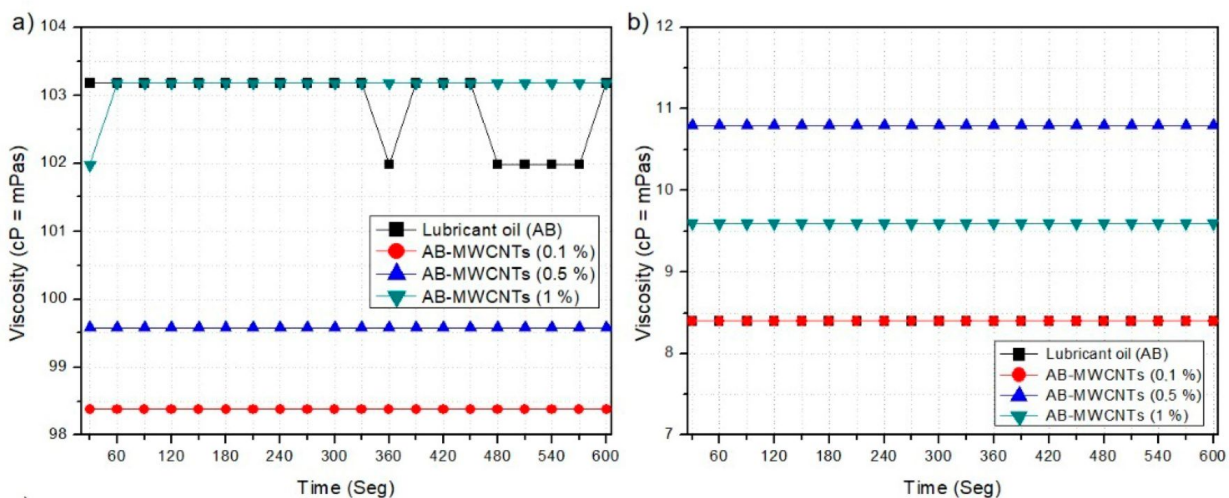 a)
104
103
102
101
100
99
98
Viscosity (cP = mPas)
60 120 180 240 300 360 420 480 540 600
Time (Seg)
Lubricant oil (AB)
AB-MWCNTs (0.1 %)
AB-MWCNTs (0.5 %)
AB-MWCNTs (1 %)
b)
12
11
10
9
8
7
Viscosity (cP = mPas)
60 120 180 240 300 360 420 480 540 600
Time (Seg)
Lubricant oil (AB)
AB-MWCNTs (0.1 %)
AB-MWCNTs (0.5 %)
AB-MWCNTs (1 %)